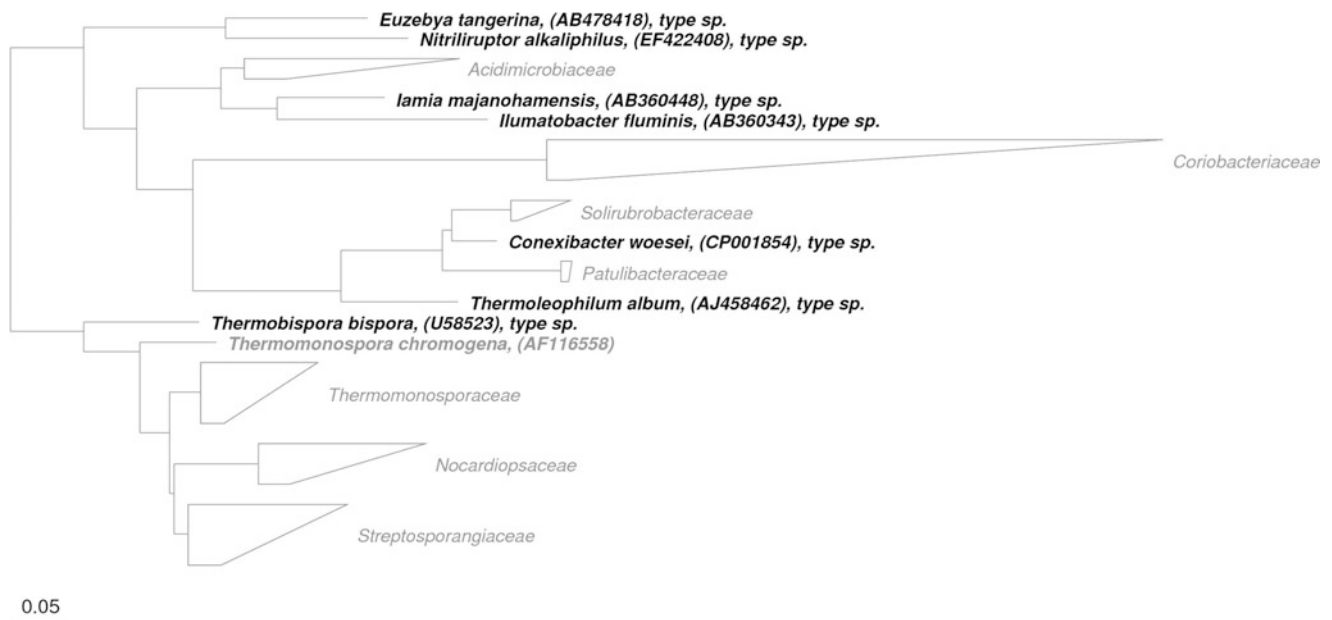 Euzebya tangerina, (AB478418), type sp.
Nitriliruptor alkaliphilus, (EF422408), type sp.
Acidimicrobiaceae
Iamia majanohamensis, (AB360448), type sp.
Ilumatobacter fluminis, (AB360343), type sp.
Coriobacteriaceae
Solirubrobacteraceae
Conexibacter woesei, (CP001854), type sp.
Patulibacteraceae
Thermoleophilum album, (AJ458462), type sp.
Thermobispora bispora, (U58523), type sp.
Thermomonospora chromogena, (AF116558)
Thermomonosporaceae
Nocardiopsaceae
Streptosporangiaceae
0.05